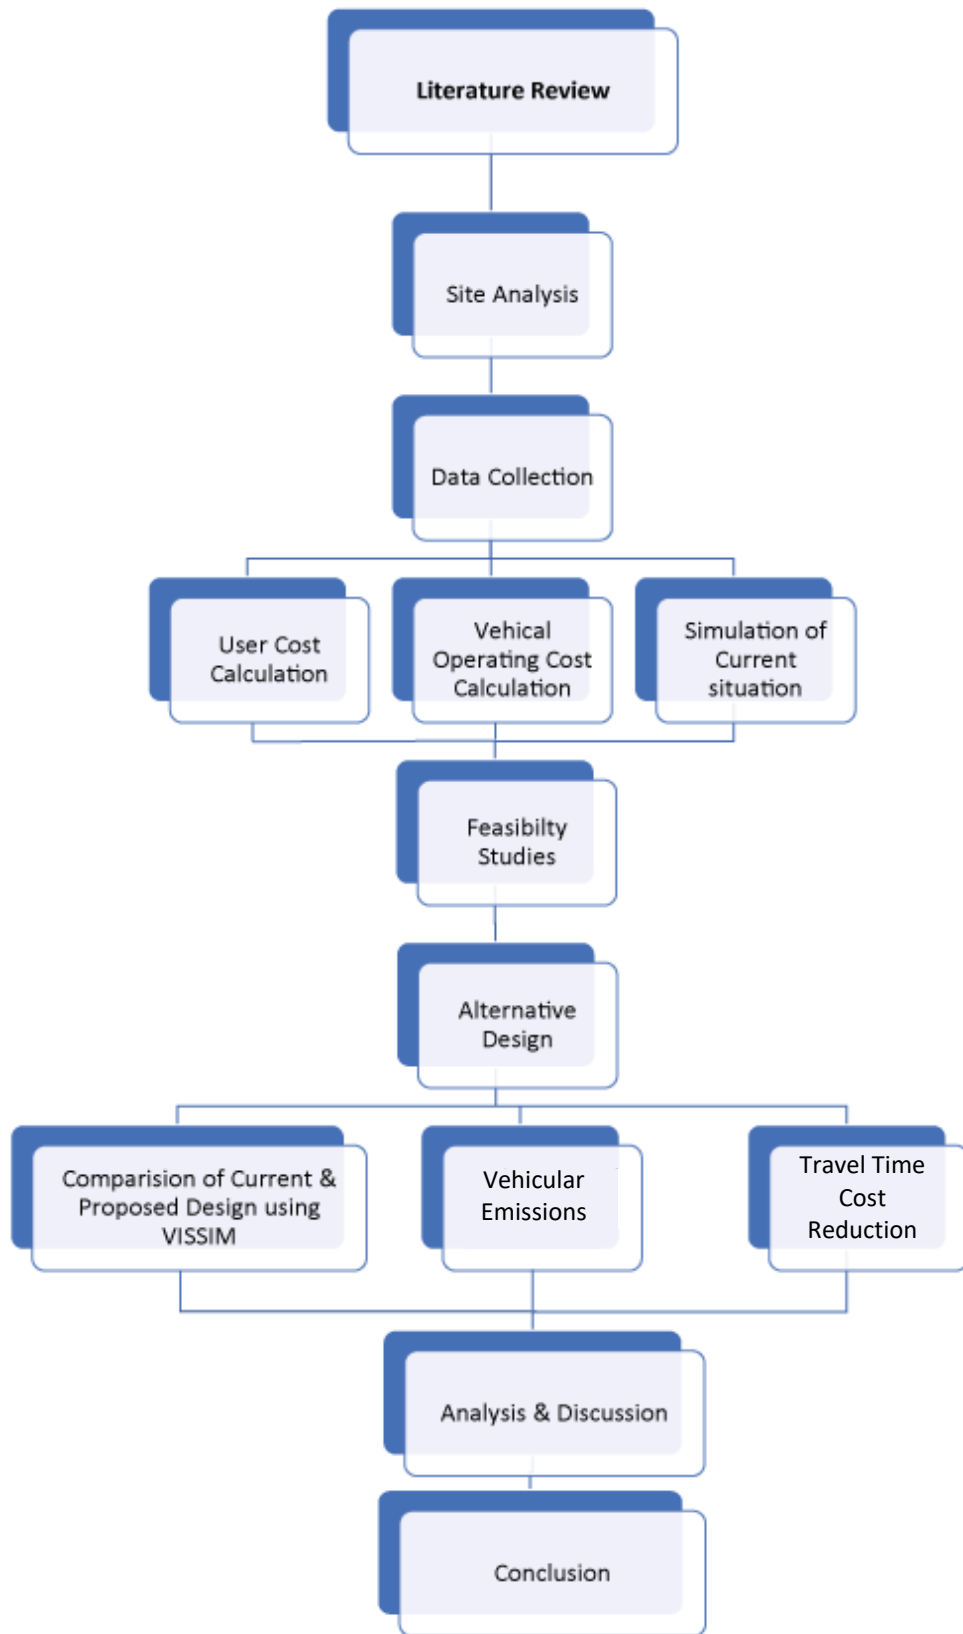 Literature Review
Site Analysis
Data Collection
User Cost
Calculation
Vehical
Operating Cost
Calculation
Simulation of
Current
situation
Feasibilty
Studies
Alternative
Design
Comparision of Current &
Proposed Design using
VISSIM
Vehicular
Emissions
Travel Time
Cost
Reduction
Analysis & Discussion
Conclusion